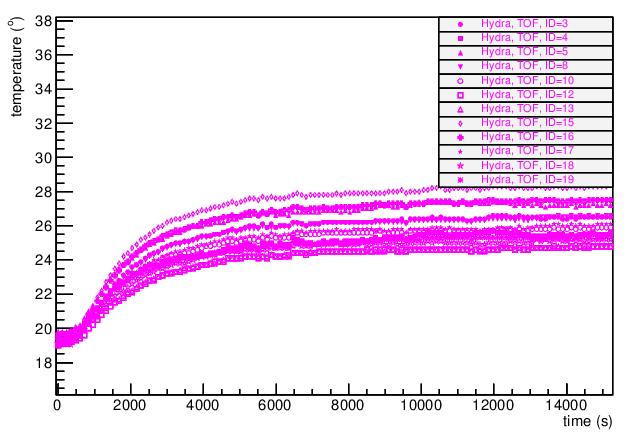 temperature (°)
38
36
34
32
30
28
26
24
22
20
18
0 2000 4000 6000 8000 10000 12000 14000
time (s)
Hydra, TOF, ID=3
Hydra, TOF, ID=4
Hydra, TOF, ID=5
Hydra, TOF, ID=8
Hydra, TOF, ID=10
Hydra, TOF, ID=12
Hydra, TOF, ID=13
Hydra, TOF, ID=15
Hydra, TOF, ID=16
Hydra, TOF, ID=17
Hydra, TOF, ID=18
Hydra, TOF, ID=19